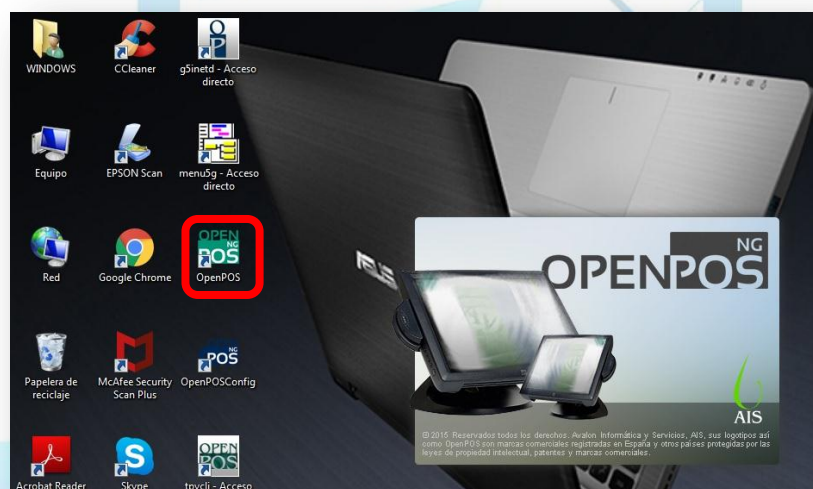 WINDOWS
CCleaner
g5inetd - Acceso
directo
Equipo
EPSON Scan
menu5g - Acceso
directo
Red
Google Chrome
OPEN
NG
POS
OpenPOS
Papelera de
reciclaje
McAfee Security
Scan Plus
NG
POS
OpenPOSConfig
Acrobat Reader
Skype
OPEN
POS
tpvcli - Acceso
ASUS
OPENPOS
NG
AIS
© 2015 Reservados todos los derechos. Avalon Informática y Servicios, AIS, sus logotipos así
como OpenPOS son marcas comerciales registradas en España y otros países protegidas por las
leyes de propiedad intelectual, patentes y marcas comerciales.